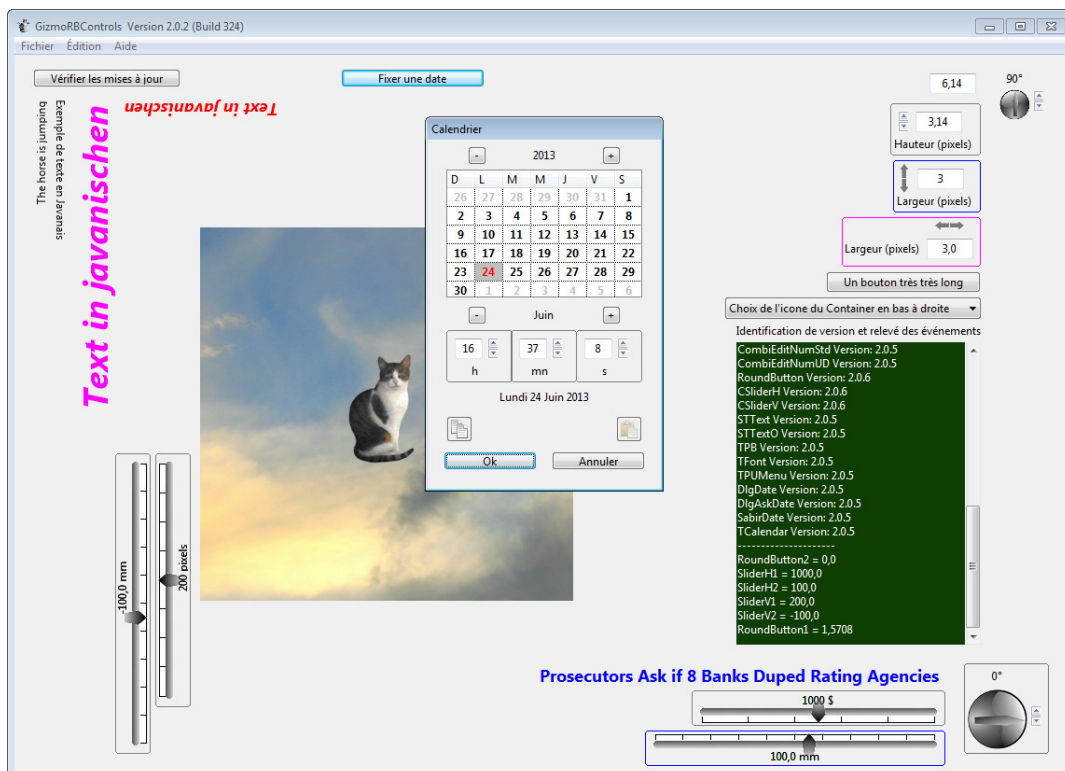 GizmoRBControls Version 2.0.2 (Build 324)
Fichier Édition Aide
Vérifier les mises à jour
Fixer une date
6,14
90°
The horse is jumping
Exemple de texte en Javanais
Text in javanischen
Text in javanischen
3,14
Hauteur (pixels)
3
Largeur (pixels)
Largeur (pixels) 3,0
Un bouton très très long
Choix de l'icone du Container en bas à droite
Identification de version et relevé des événements
Calendrier
- 2013 +
D L M M J V S
26 27 28 29 30 31 1
2 3 4 5 6 7 8
9 10 11 12 13 14 15
16 17 18 19 20 21 22
23 24 25 26 27 28 29
30 1 2 3 4 5 6
- Juin +
16 37 8
h mn s
Lundi 24 Juin 2013
Ok Annuler
CombiEditNumStd Version: 2.0.5
CombiEditNumUD Version: 2.0.5
RoundButton Version: 2.0.6
CSliderH Version: 2.0.6
CSliderV Version: 2.0.6
STText Version: 2.0.5
STTextO Version: 2.0.5
TPB Version: 2.0.5
TFont Version: 2.0.5
TPUMenu Version: 2.0.5
DlgDate Version: 2.0.5
DlgAskDate Version: 2.0.5
SabirDate Version: 2.0.5
TCalendar Version: 2.0.5
---------------------
RoundButton2 = 0,0
SliderH1 = 1000,0
SliderH2 = 100,0
SliderV1 = 200,0
SliderV2 = -100,0
RoundButton1 = 1,5708
-100,0 mm
200 pixels
Prosecutors Ask if 8 Banks Duped Rating Agencies
1000 $
100,0 mm
0°